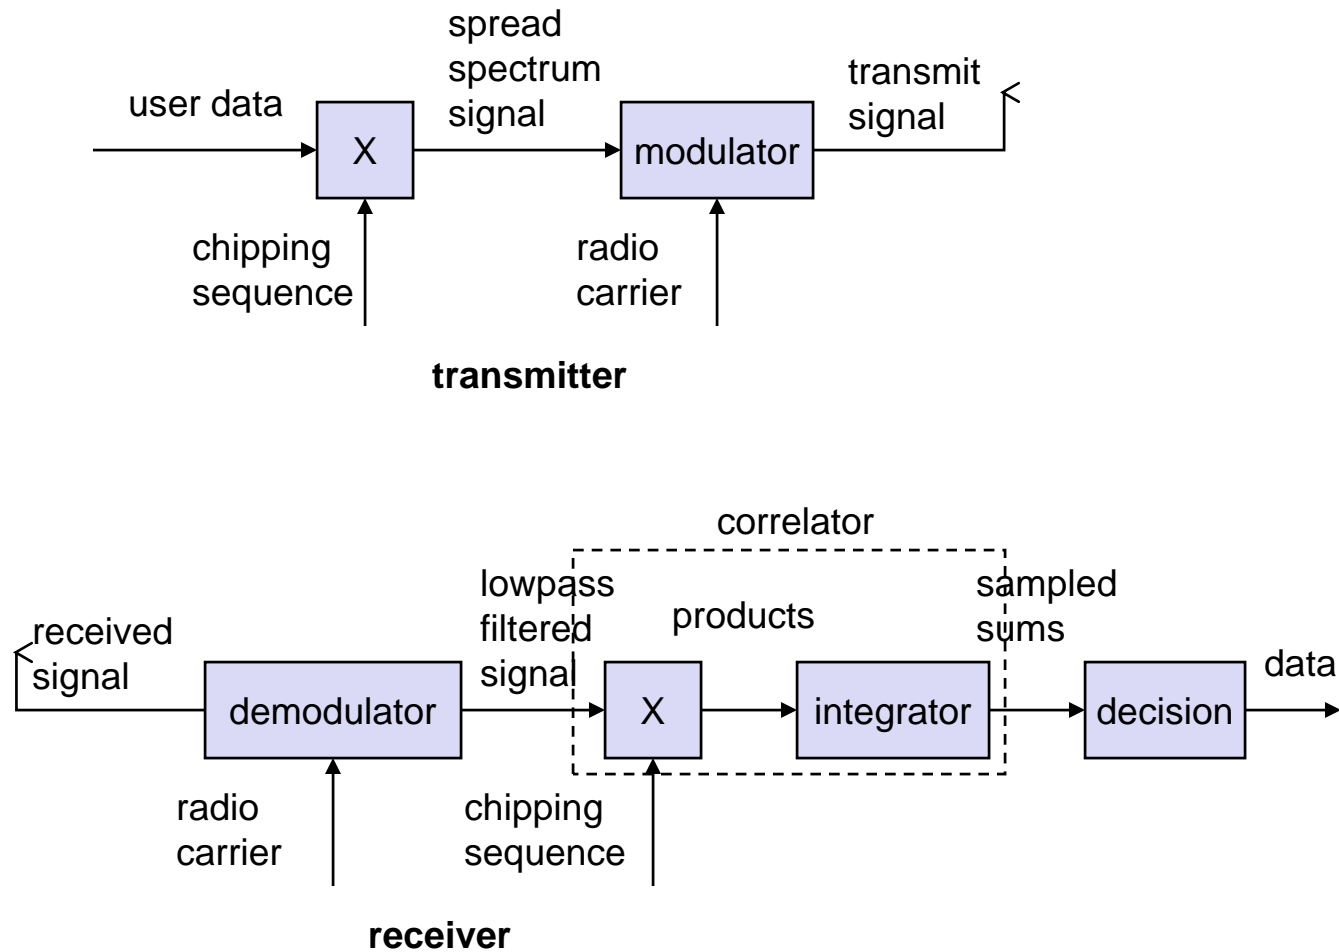 spread
spectrum
signal
user data
transmit
signal
X
modulator
chipping
sequence
radio
carrier
transmitter
correlator
lowpass
filtered
signal
products
sampled
sums
received
signal
data
demodulator
X
integrator
decision
radio
carrier
chipping
sequence
receiver